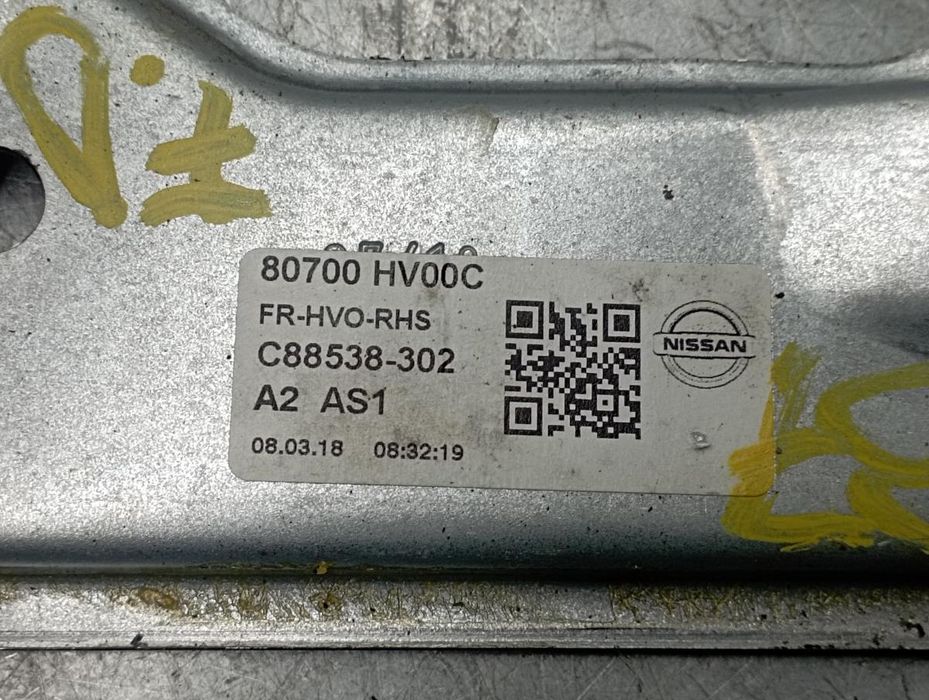 80700 HV00C
FR-HVO-RHS
C88538-302
A2 AS1
08.03.18 08:32:19
NISSAN